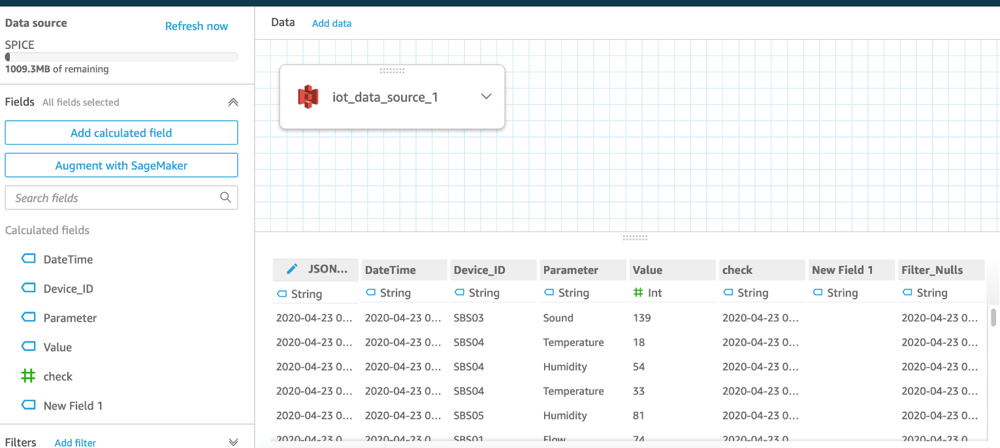 Data source
Refresh now
SPICE
1009.3MB of remaining
Fields All fields selected
Add calculated field
Augment with SageMaker
Search fields
Calculated fields
DateTime
Device_ID
Parameter
Value
check
New Field 1
Filters Add filter
Data Add data
iot_data_source_1
JSON... DateTime Device_ID Parameter Value check New Field 1 Filter_Nulls
String String String String Int String String String
2020-04-23 0... 2020-04-23 0... SBS03 Sound 139 2020-04-23 0... 2020-04-23 0...
2020-04-23 0... 2020-04-23 0... SBS04 Temperature 18 2020-04-23 0... 2020-04-23 0...
2020-04-23 0... 2020-04-23 0... SBS04 Humidity 54 2020-04-23 0... 2020-04-23 0...
2020-04-23 0... 2020-04-23 0... SBS04 Temperature 33 2020-04-23 0... 2020-04-23 0...
2020-04-23 0... 2020-04-23 0... SBS05 Humidity 81 2020-04-23 0... 2020-04-23 0...
2020-04-23 0... 2020-04-23 0... SBS01 Flow 74 2020-04-23 0... 2020-04-23 0...